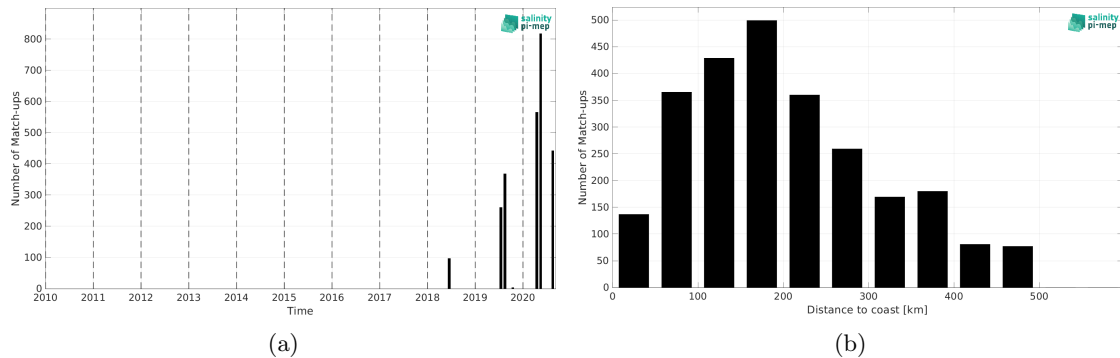 salinity
pi-mep
Number of Match-ups
800
700
600
500
400
300
200
100
0
2010 2011 2012 2013 2014 2015 2016 2017 2018 2019 2020
Time
(a)
salinity
pi-mep
Number of Match-ups
500
450
400
350
300
250
200
150
100
50
0
0 100 200 300 400 500
Distance to coast [km]
(b)